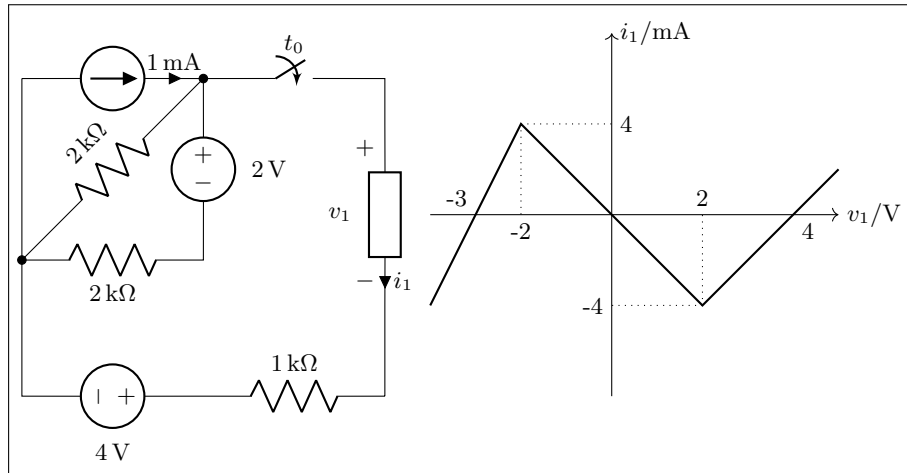 1 mA
t₀
2 kΩ
+
−
2 V
+
v₁
−
i₁
2 kΩ
− +
4 V
1 kΩ
i₁/mA
4
-3
2
-2
4
v₁/V
-4